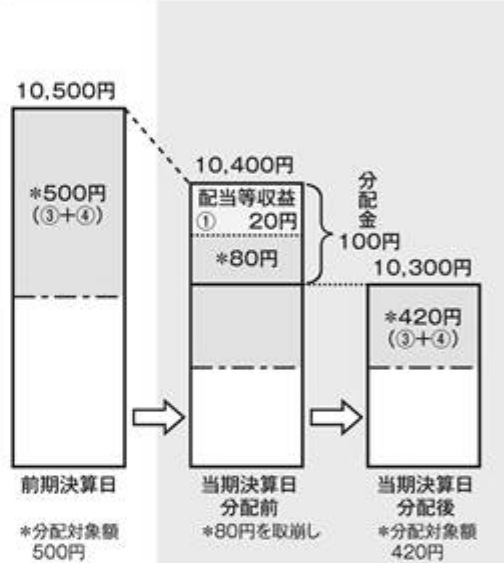 10,500円
*500円
(③+④)
前期決算日
*分配対象額
500円
10,400円
配当等収益
① 20円
*80円
分配金
100円
当期決算日
分配前
*80円を取崩し
10,300円
*420円
(③+④)
当期決算日
分配後
*分配対象額
420円